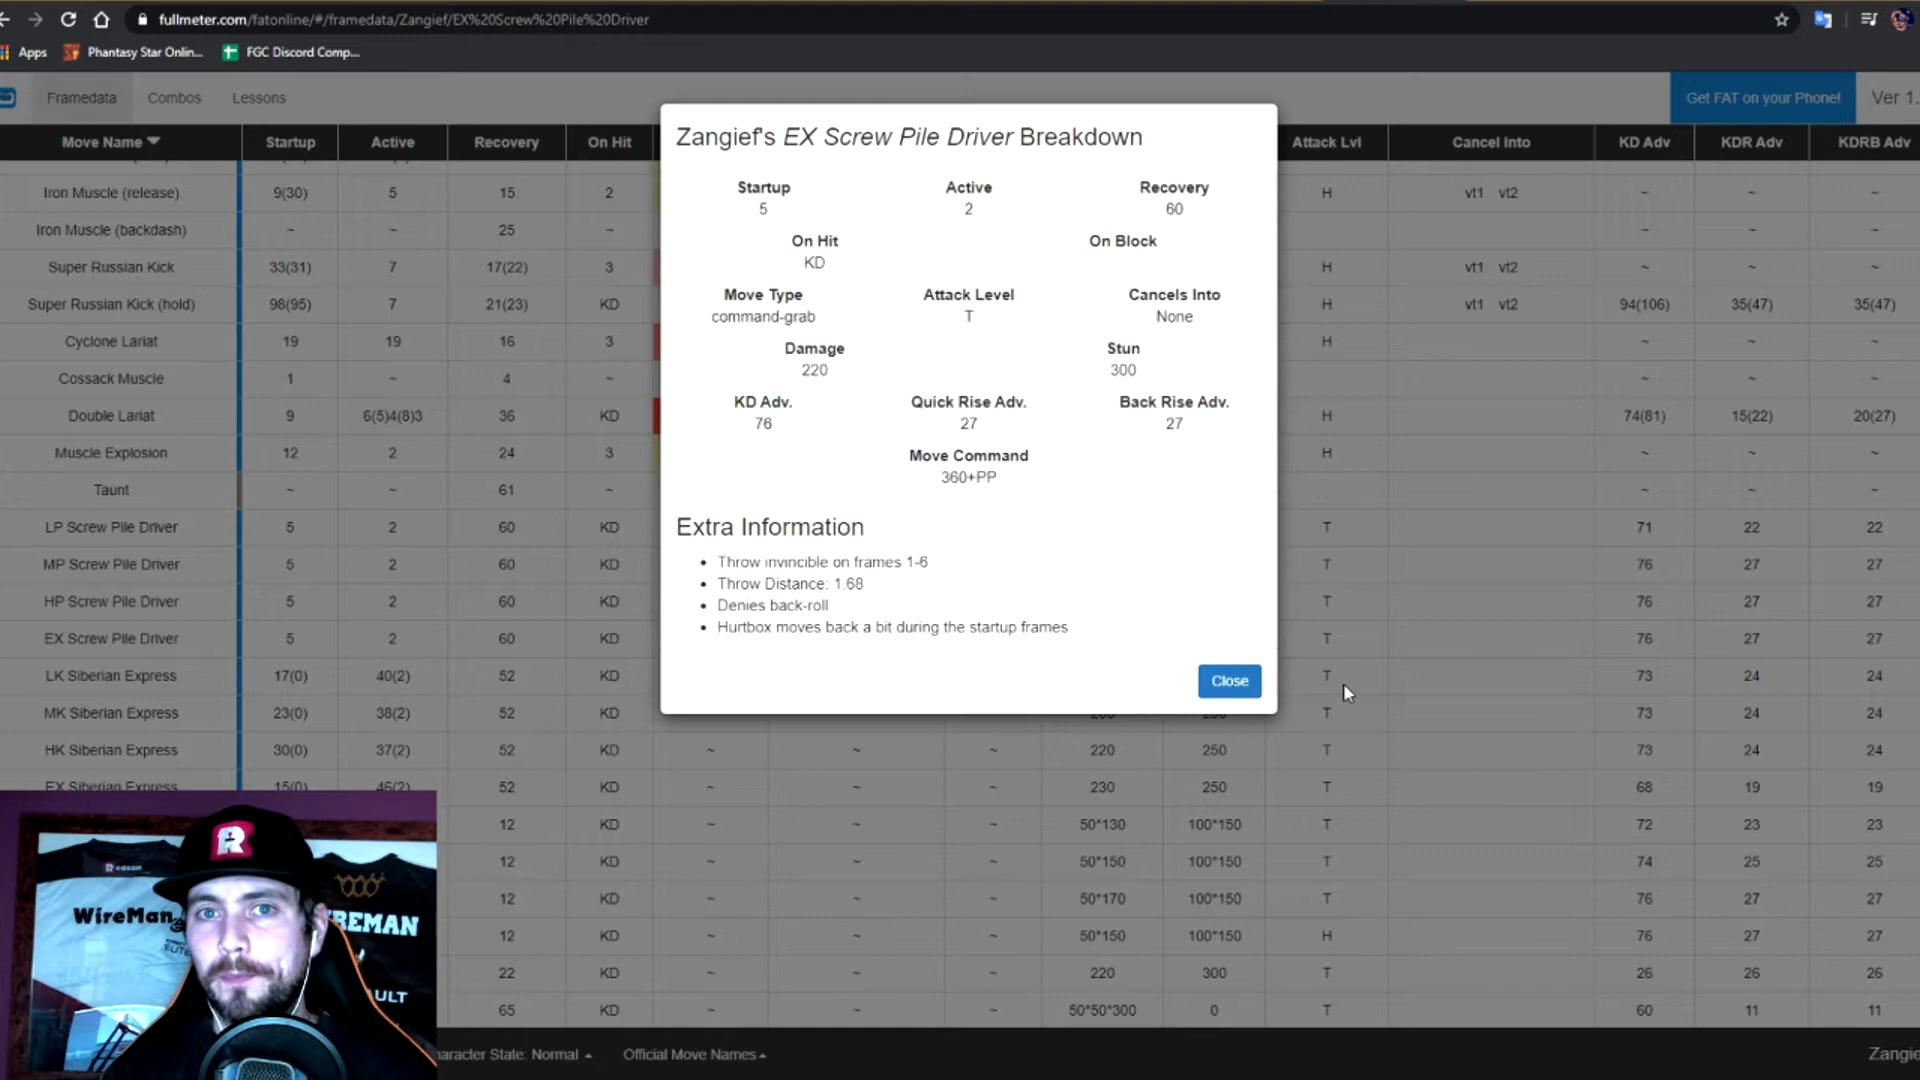 fullmeter.com/fatonline/#/framedata/Zangief/EX%20Screw%20Pile%20Driver
Apps Phantasy Star Onlin... FGC Discord Comp...
Framedata Combos Lessons Get FAT on your Phone! Ver 1.
Move Name Startup Active Recovery On Hit Attack Lvl Cancel Into KD Adv KDR Adv KDRB Adv
Iron Muscle (release) 9(30) 5 15 2 H vt1 vt2 ~ ~ ~
Iron Muscle (backdash) ~ ~ 25 ~ ~ ~ ~
Super Russian Kick 33(31) 7 17(22) 3 H vt1 vt2 ~ ~ ~
Super Russian Kick (hold) 98(95) 7 21(23) KD H vt1 vt2 94(106) 35(47) 35(47)
Cyclone Lariat 19 19 16 3 H ~ ~ ~
Cossack Muscle 1 ~ 4 ~ ~ ~ ~
Double Lariat 9 6(5)4(8)3 36 KD H 74(81) 15(22) 20(27)
Muscle Explosion 12 2 24 3 H ~ ~ ~
Taunt ~ ~ 61 ~ ~ ~ ~
LP Screw Pile Driver 5 2 60 KD T 71 22 22
MP Screw Pile Driver 5 2 60 KD T 76 27 27
HP Screw Pile Driver 5 2 60 KD T 76 27 27
EX Screw Pile Driver 5 2 60 KD T 76 27 27
LK Siberian Express 17(0) 40(2) 52 KD T 73 24 24
MK Siberian Express 23(0) 38(2) 52 KD T 73 24 24
HK Siberian Express 30(0) 37(2) 52 KD ~ ~ ~ 220 250 T 73 24 24
EX Siberian Express 15(0) 46(2) 52 KD ~ ~ ~ 230 250 T 68 19 19
12 KD ~ ~ ~ 50*130 100*150 T 72 23 23
12 KD ~ ~ ~ 50*150 100*150 T 74 25 25
12 KD ~ ~ ~ 50*170 100*150 T 76 27 27
12 KD ~ ~ ~ 50*150 100*150 H 76 27 27
22 KD ~ ~ ~ 220 300 T 26 26 26
65 KD ~ ~ ~ 50*50*300 0 T 60 11 11
Zangief's EX Screw Pile Driver Breakdown
Startup Active Recovery
5 2 60
On Hit On Block
KD
Move Type Attack Level Cancels Into
command-grab T None
Damage Stun
220 300
KD Adv. Quick Rise Adv. Back Rise Adv.
76 27 27
Move Command
360+PP
Extra Information
Throw invincible on frames 1-6
Throw Distance: 1.68
Denies back-roll
Hurtbox moves back a bit during the startup frames
Close
R
WireMan
REMAN
ULT
aracter State: Normal Official Move Names Zangie